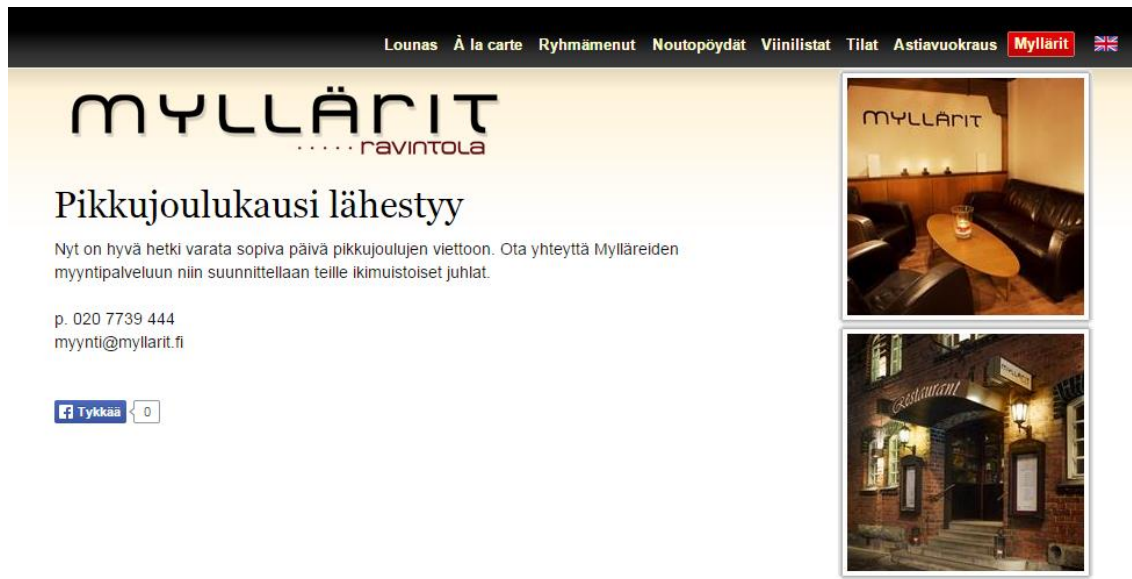 Lounas À la carte Ryhmämenut Noutopöydät Viinilistat Tilat Astiavuokraus Myllärit
MYLLÄRIT
ravintola
Pikkujoulukausi lähestyy
Nyt on hyvä hetki varata sopiva päivä pikkujoulujen viettoon. Ota yhteyttä Mylläreiden
myyntipalveluun niin suunnittellaan teille ikimuistoiset juhlat.
p. 020 7739 444
myynti@myllarit.fi
Tykkää 0
MYLLÄRIT
MYLLÄRIT
Restaurant